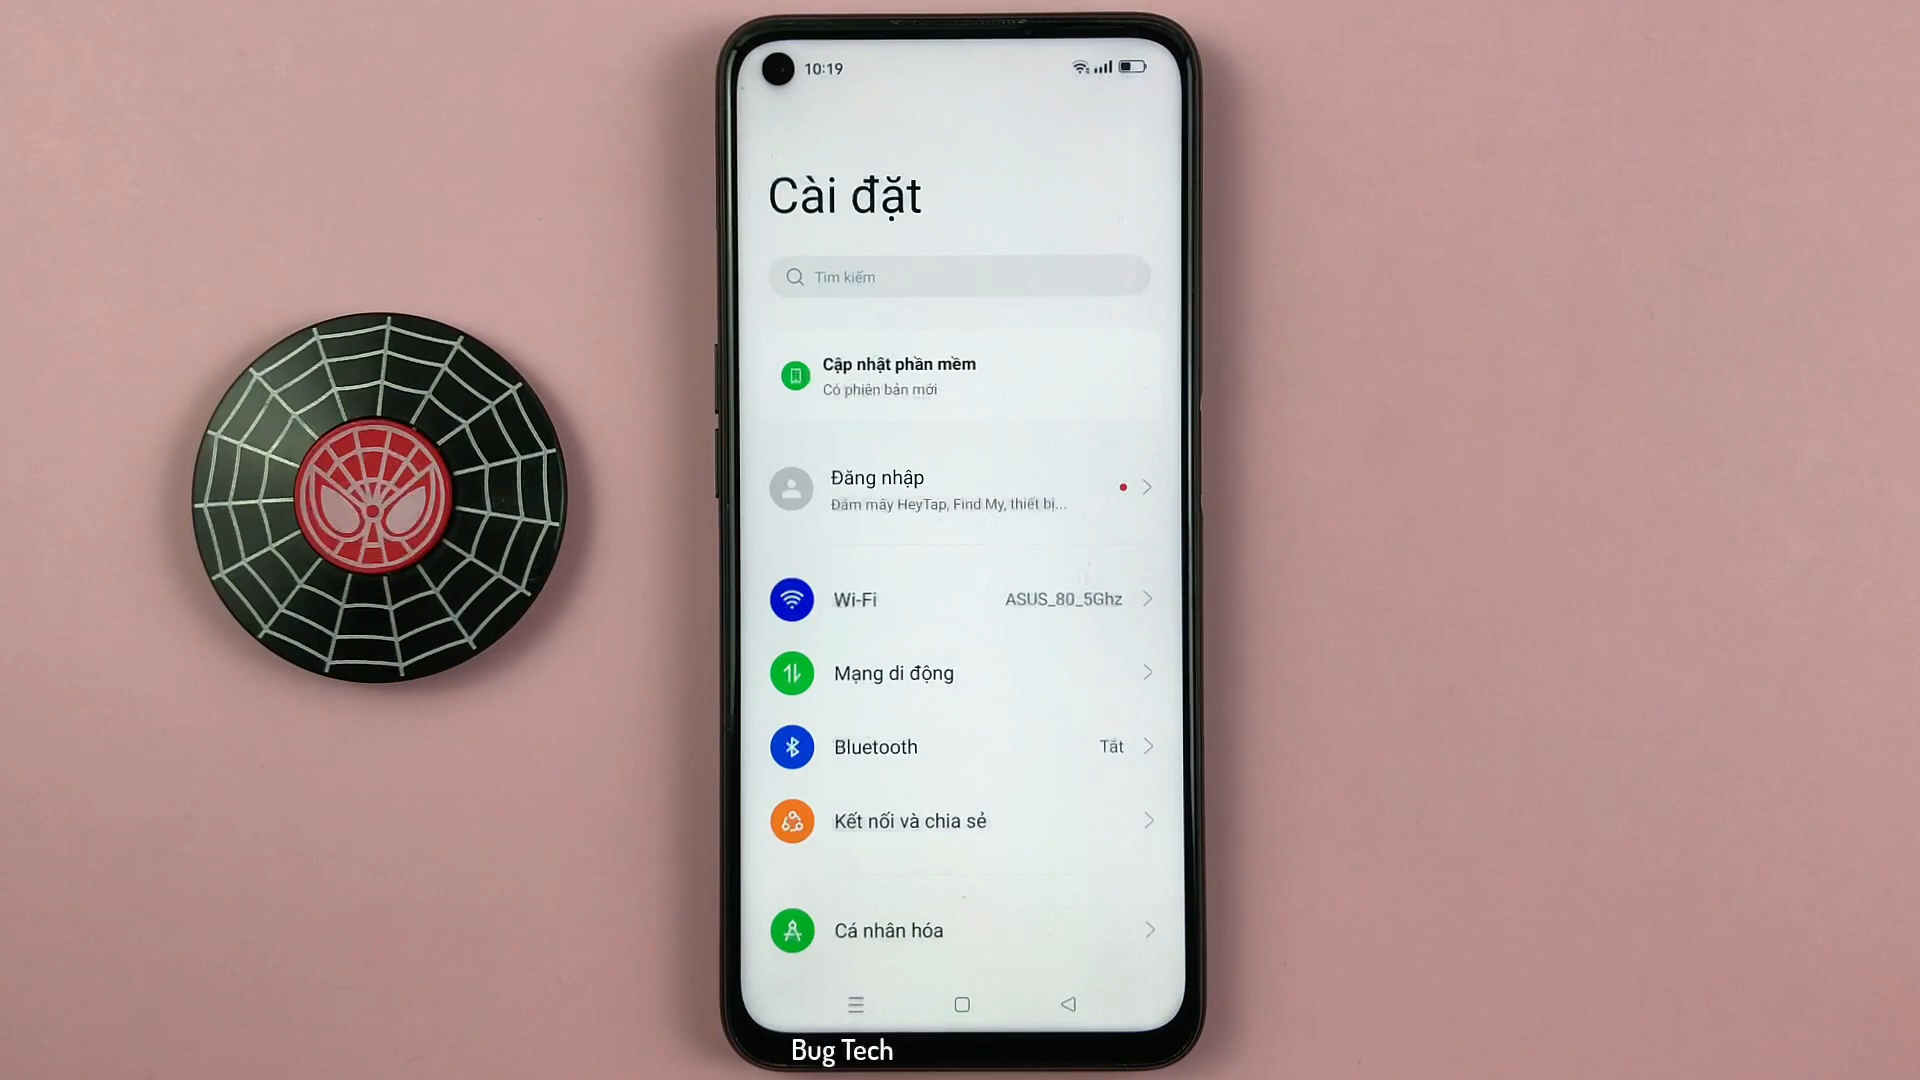 10:19
Cài đặt
Tìm kiếm
Cập nhật phần mềm
Có phiên bản mới
Đăng nhập
Đám mây HeyTap, Find My, thiết bị...
Wi-Fi
ASUS_80_5Ghz
Mạng di động
Bluetooth
Tắt
Kết nối và chia sẻ
Cá nhân hóa
Bug Tech